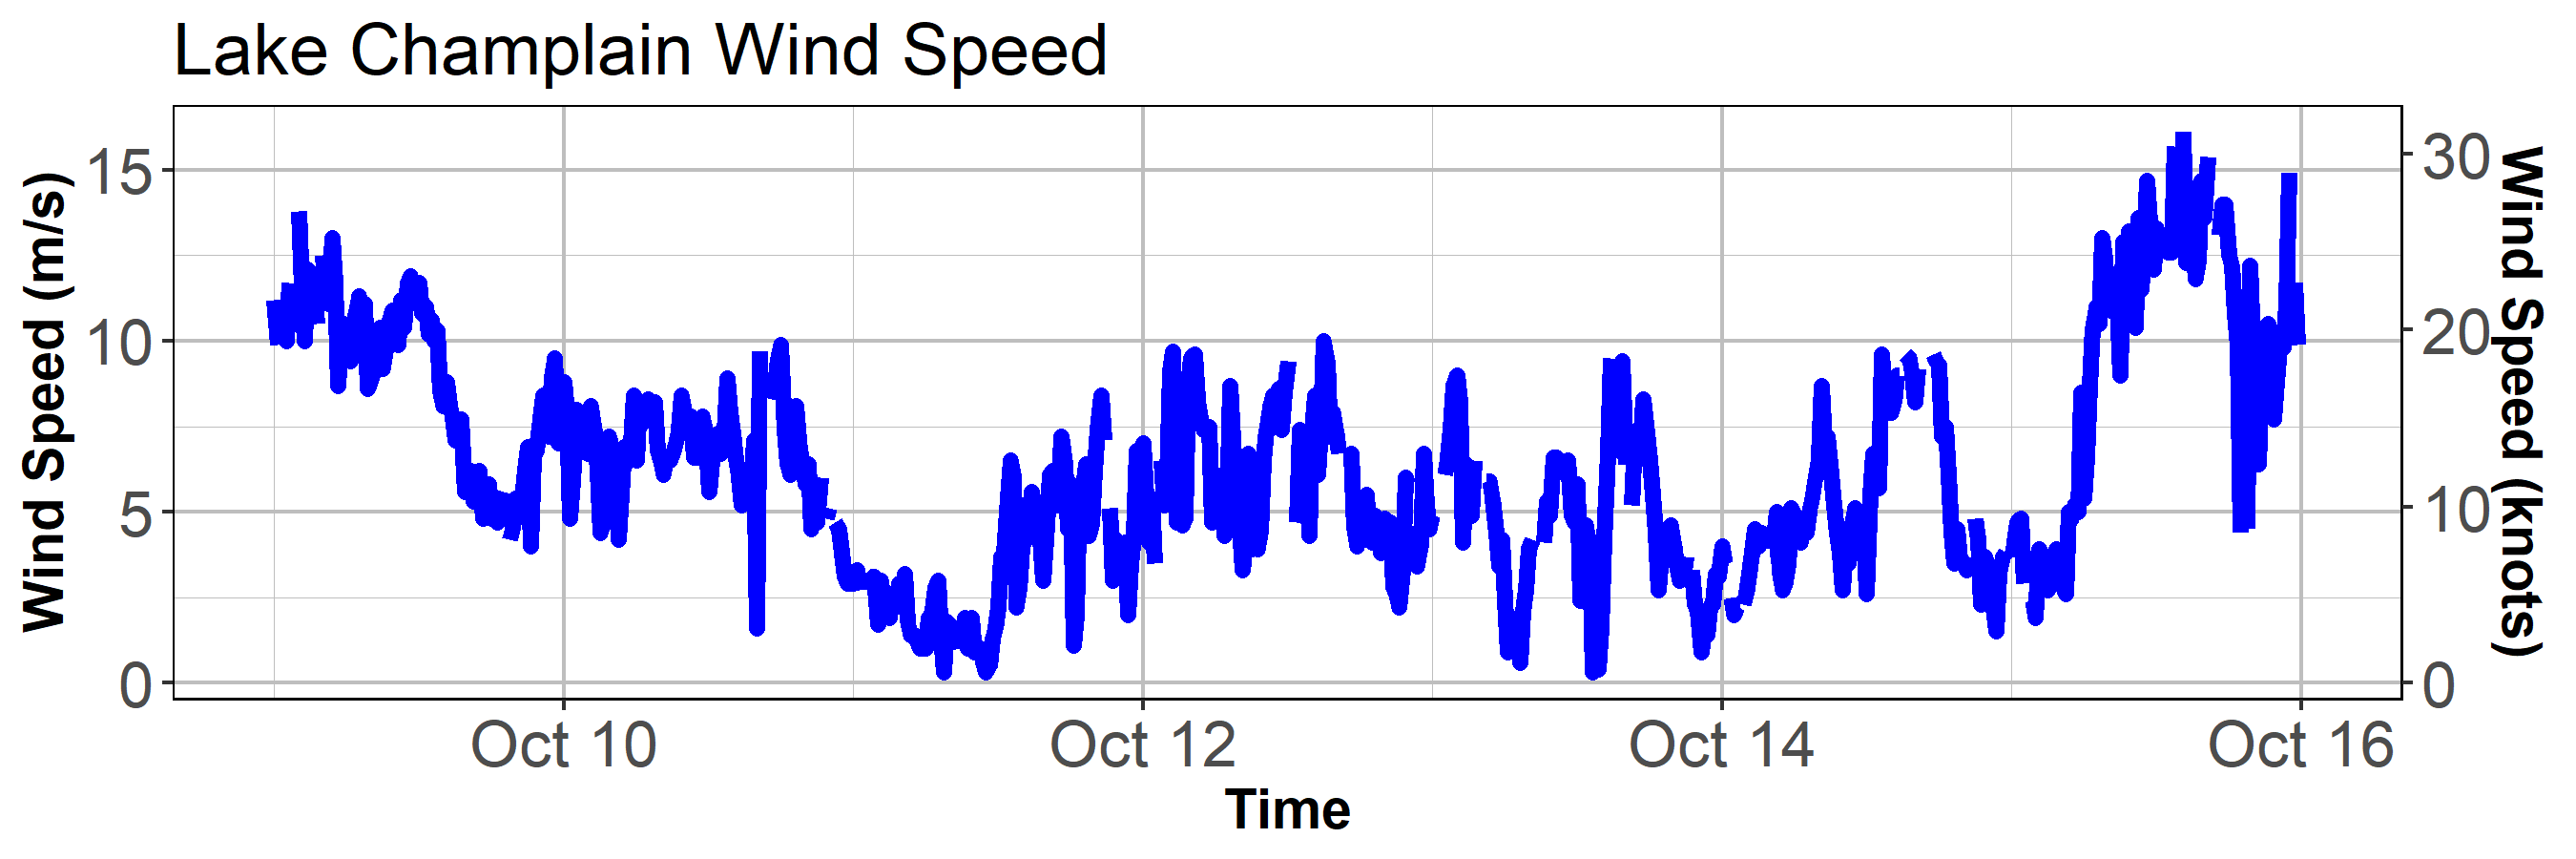 Lake Champlain Wind Speed
Wind Speed (m/s)
15
10
5
0
30
20
10
0
Wind Speed (knots)
Oct 10
Oct 12
Oct 14
Oct 16
Time